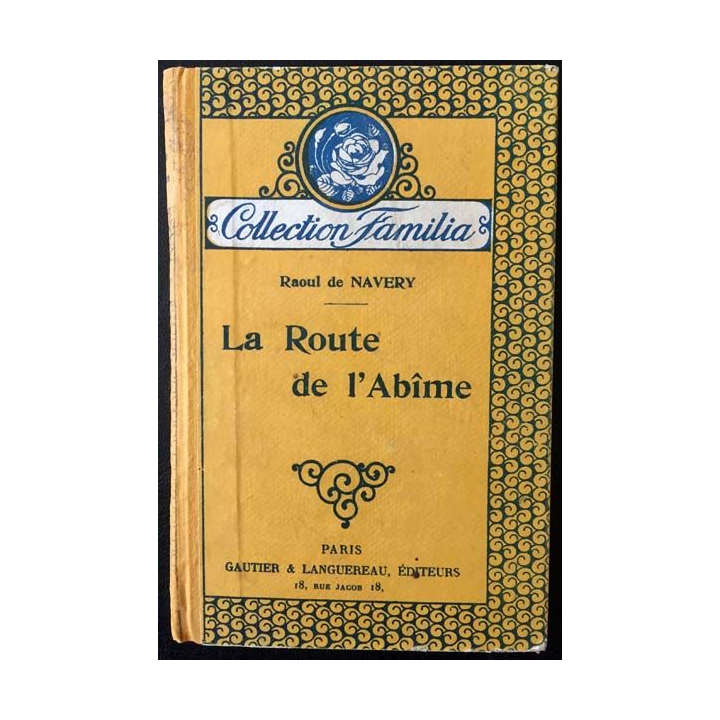 Collection Familia
Raoul de NAVERY
La Route
de l'Abîme
PARIS
GAUTIER & LANGUEREAU, ÉDITEURS
18, RUE JACOB 18,